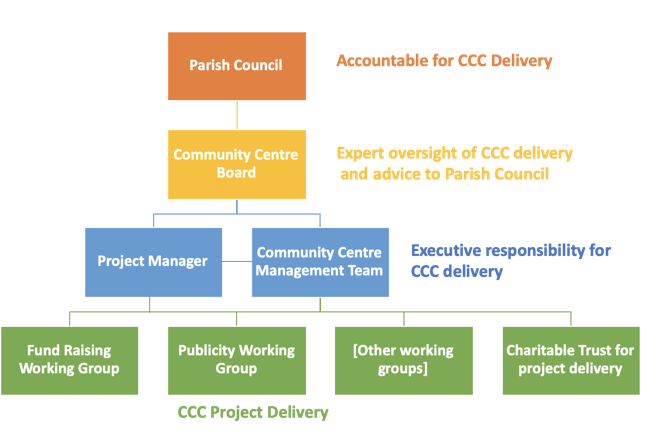 Parish Council
Accountable for CCC Delivery
Community Centre
Board
Expert oversight of CCC delivery
and advice to Parish Council
Project Manager
Community Centre
Management Team
Executive responsibility for
CCC delivery
Fund Raising
Working Group
Publicity Working
Group
[Other working
groups]
Charitable Trust for
project delivery
CCC Project Delivery